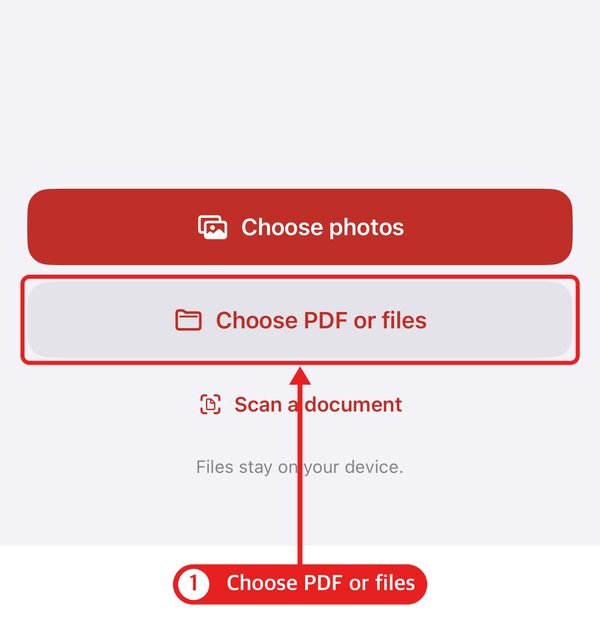 Choose photos
Choose PDF or files
Scan a document
Files stay on your device.
1 Choose PDF or files